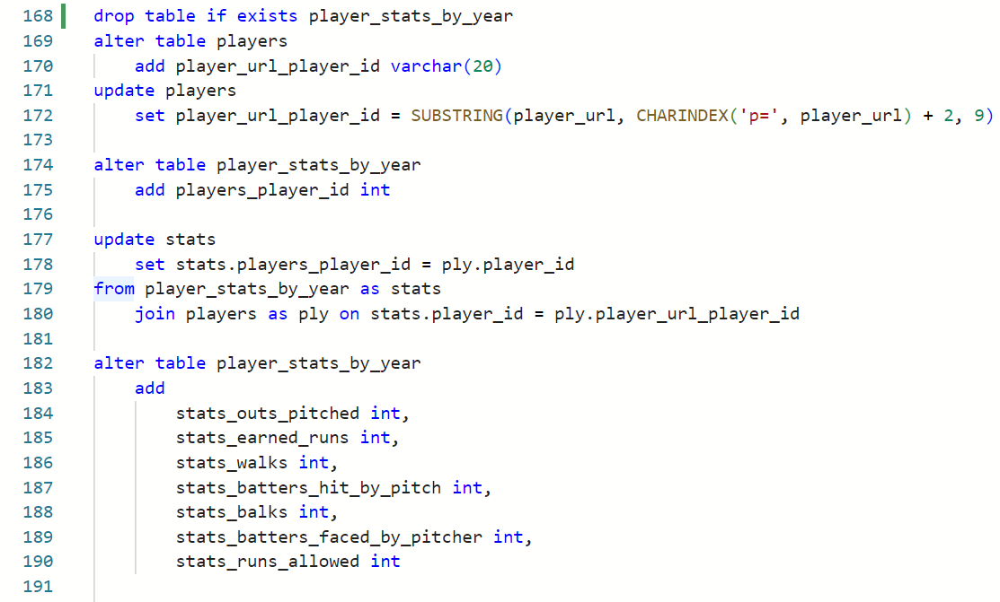 168 drop table if exists player_stats_by_year
169 alter table players
170     add player_url_player_id varchar(20)
171 update players
172     set player_url_player_id = SUBSTRING(player_url, CHARINDEX('p=', player_url) + 2, 9)
173
174 alter table player_stats_by_year
175     add players_player_id int
176
177 update stats
178     set stats.players_player_id = ply.player_id
179 from player_stats_by_year as stats
180     join players as ply on stats.player_id = ply.player_url_player_id
181
182 alter table player_stats_by_year
183     add
184         stats_outs_pitched int,
185         stats_earned_runs int,
186         stats_walks int,
187         stats_batters_hit_by_pitch int,
188         stats_balks int,
189         stats_batters_faced_by_pitcher int,
190         stats_runs_allowed int
191